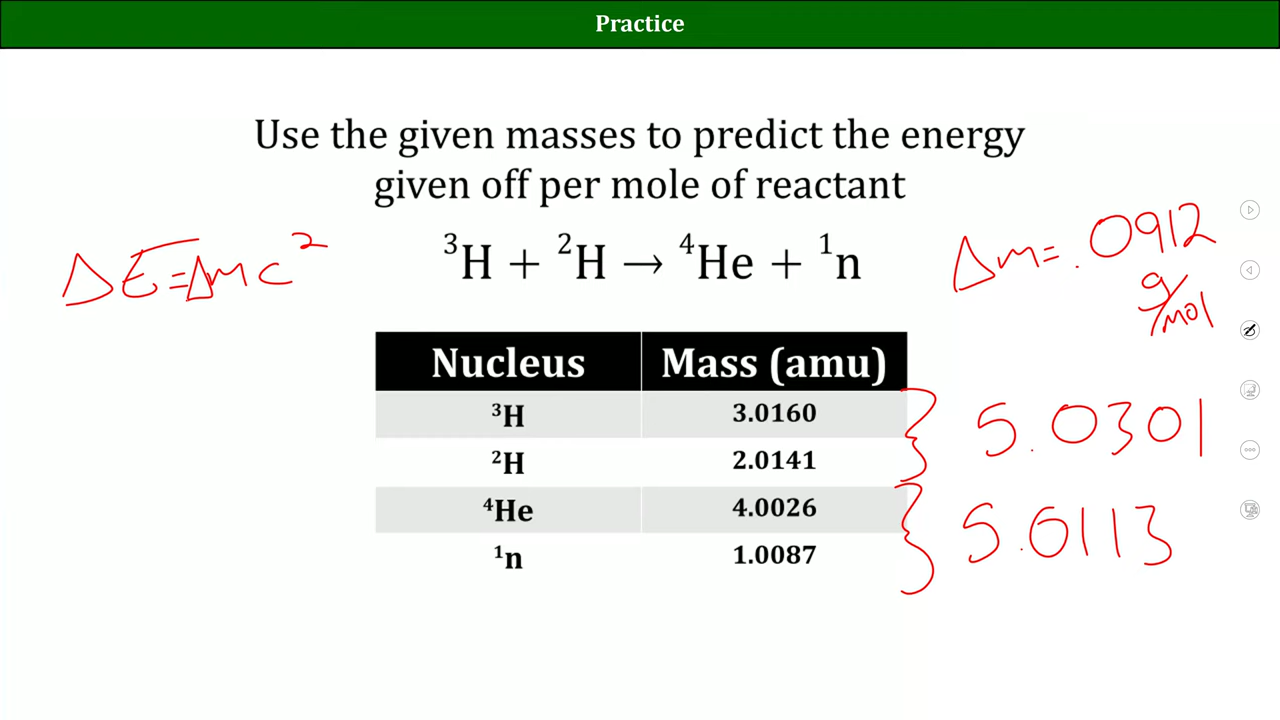 Practice
Use the given masses to predict the energy
given off per mole of reactant
ΔE=Δmc²
³H + ²H → ⁴He + ¹n
Δm= .0912
g/mol
Nucleus Mass (amu)
³H 3.0160
²H 2.0141
5.0301
⁴He 4.0026
¹n 1.0087
5.0113